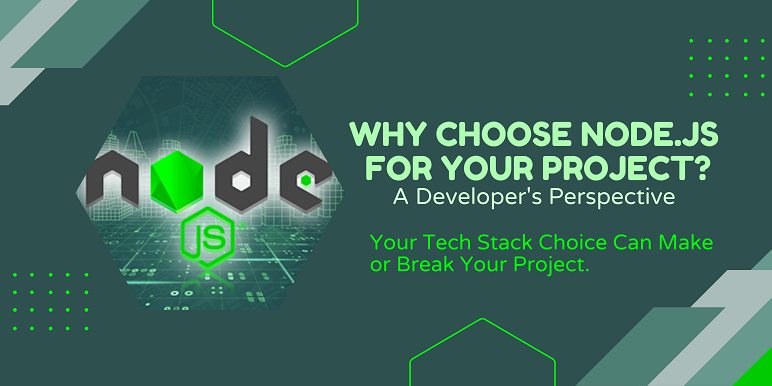 node
JS
WHY CHOOSE NODE.JS
FOR YOUR PROJECT?
A Developer's Perspective
Your Tech Stack Choice Can Make
or Break Your Project.